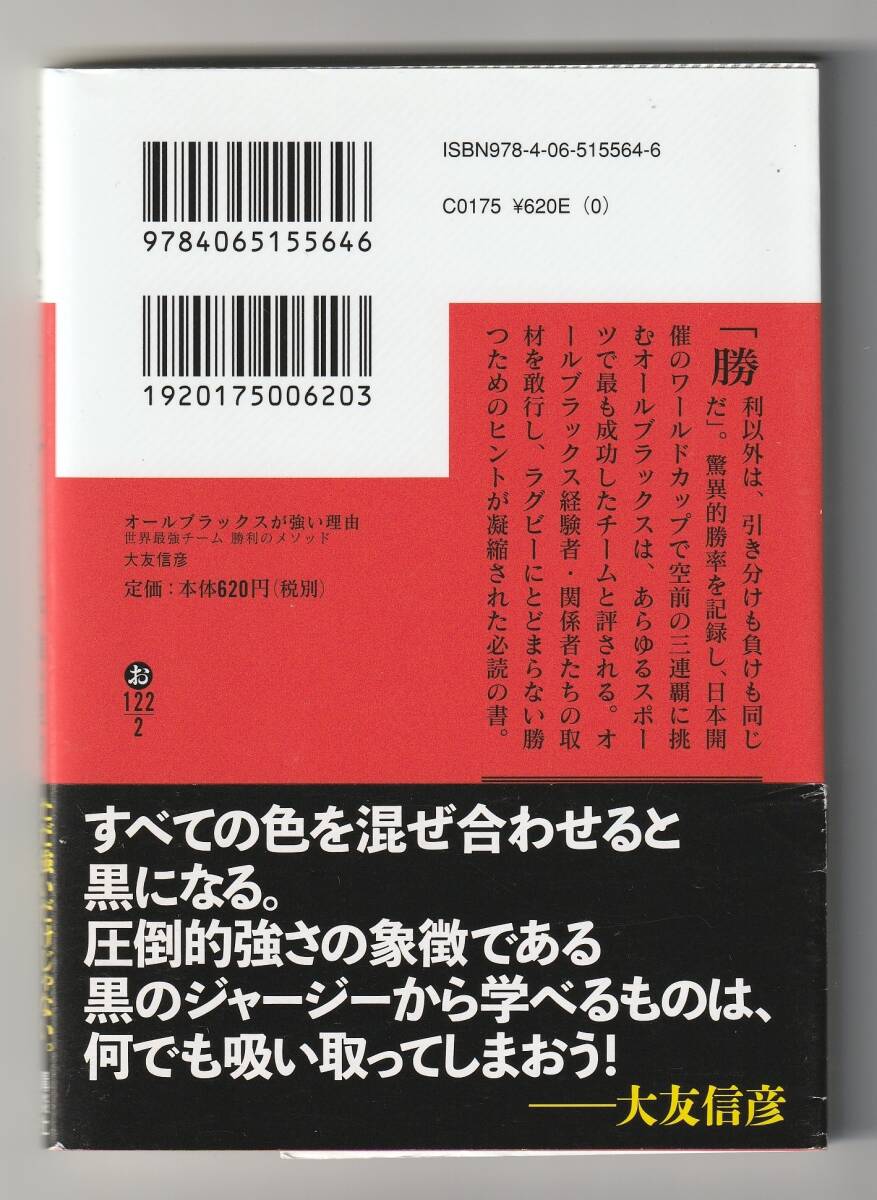 ISBN978-4-06-515564-6
C0175 ¥620E (0)
9784065155646
1920175006203
「勝利以外は、引き分けも負けも同じ
だ」。驚異的勝率を記録し、日本開
催のワールドカップで空前の三連覇に挑
むオールブラックスは、あらゆるスポー
ツで最も成功したチームと評される。オ
ールブラックス経験者・関係者たちの取
材を敢行し、ラグビーにとどまらない勝
つためのヒントが凝縮された必読の書。
オールブラックスが強い理由
世界最強チーム 勝利のメソッド
大友信彦
定価:本体620円(税別)
お
122
2
すべての色を混ぜ合わせると
黒になる。
圧倒的強さの象徴である
黒のジャージーから学べるものは、
何でも吸い取ってしまおう!
――大友信彦